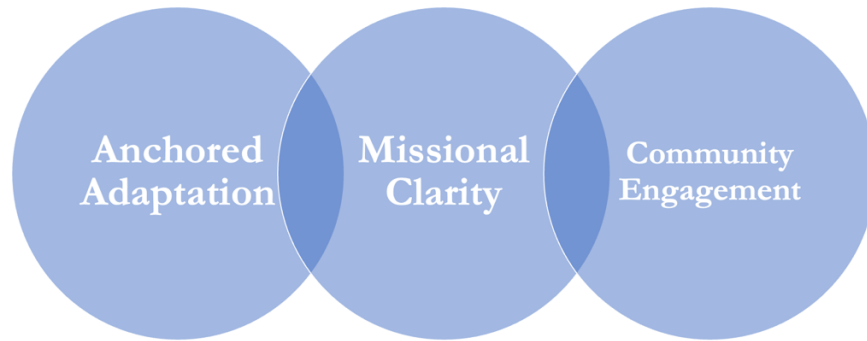 Anchored
Adaptation
Missional
Clarity
Community
Engagement